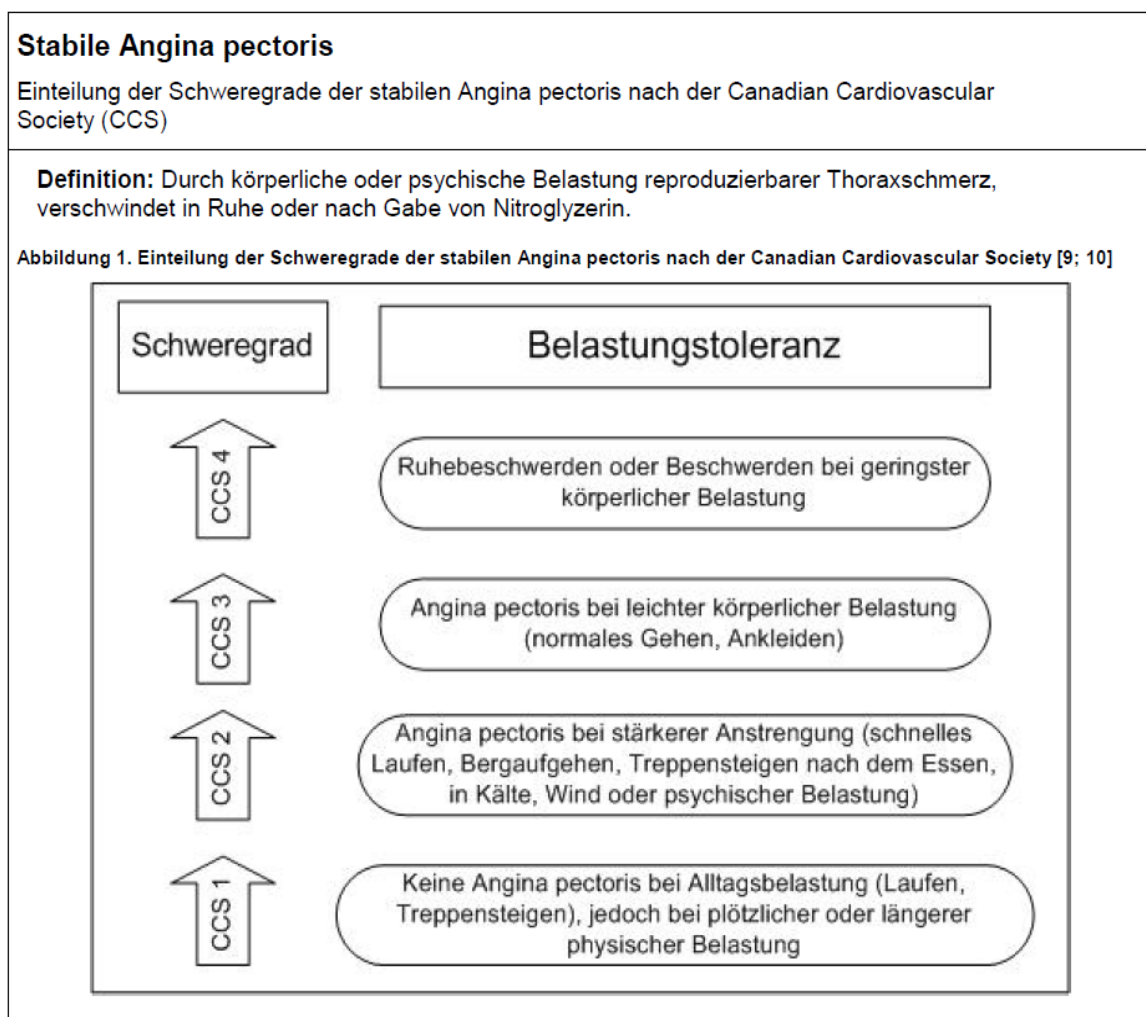 Stabile Angina pectoris
Einteilung der Schweregrade der stabilen Angina pectoris nach der Canadian Cardiovascular
Society (CCS)
Definition: Durch körperliche oder psychische Belastung reproduzierbarer Thoraxschmerz,
verschwindet in Ruhe oder nach Gabe von Nitroglyzerin.
Abbildung 1. Einteilung der Schweregrade der stabilen Angina pectoris nach der Canadian Cardiovascular Society [9; 10]
Schweregrad
Belastungstoleranz
CCS 4
Ruhebeschwerden oder Beschwerden bei geringster
körperlicher Belastung
CCS 3
Angina pectoris bei leichter körperlicher Belastung
(normales Gehen, Ankleiden)
CCS 2
Angina pectoris bei stärkerer Anstrengung (schnelles
Laufen, Bergaufgehen, Treppensteigen nach dem Essen,
in Kälte, Wind oder psychischer Belastung)
CCS 1
Keine Angina pectoris bei Alltagsbelastung (Laufen,
Treppensteigen), jedoch bei plötzlicher oder längerer
physischer Belastung